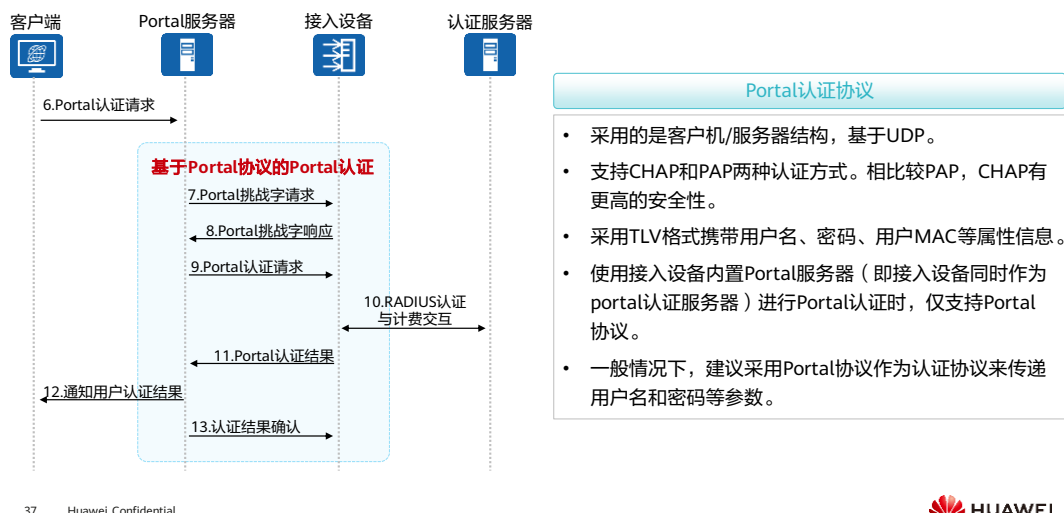 客户端
Portal服务器
接入设备
认证服务器
6.Portal认证请求
基于Portal协议的Portal认证
7.Portal挑战字请求
8.Portal挑战字响应
9.Portal认证请求
10.RADIUS认证
与计费交互
11.Portal认证结果
12.通知用户认证结果
13.认证结果确认
Portal认证协议
• 采用的是客户机/服务器结构，基于UDP。
• 支持CHAP和PAP两种认证方式。相比较PAP，CHAP有
更高的安全性。
• 采用TLV格式携带用户名、密码、用户MAC等属性信息。
• 使用接入设备内置Portal服务器（即接入设备同时作为
portal认证服务器）进行Portal认证时，仅支持Portal
协议。
• 一般情况下，建议采用Portal协议作为认证协议来传递
用户名和密码等参数。
37 Huawei Confidential
HUAWEI